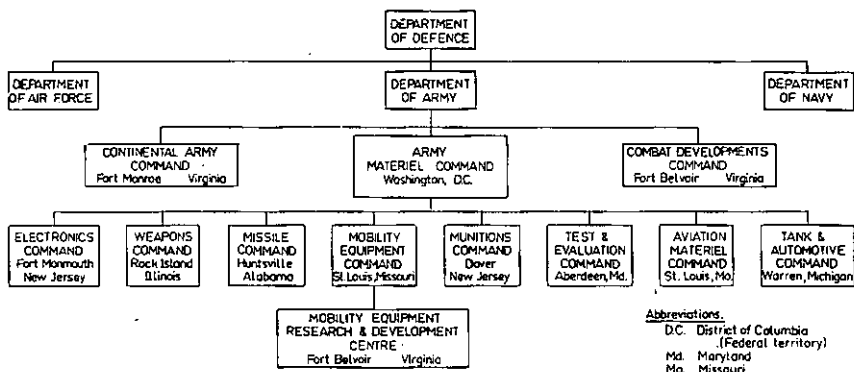 DEPARTMENT
OF DEFENCE
DEPARTMENT
OF AIR FORCE
DEPARTMENT
OF ARMY
DEPARTMENT
OF NAVY
CONTINENTAL ARMY
COMMAND
Fort Monroe Virginia
ARMY
MATERIEL COMMAND
Washington, D.C.
COMBAT DEVELOPMENTS
COMMAND
Fort Belvoir Virginia
ELECTRONICS
COMMAND
Fort Monmouth
New Jersey
WEAPONS
COMMAND
Rock Island
Illinois
MISSILE
COMMAND
Huntsville
Alabama
MOBILITY
EQUIPMENT
COMMAND
St. Louis, Missouri
MUNITIONS
COMMAND
Dover
New Jersey
TEST &
EVALUATION
COMMAND
Aberdeen, Md.
AVIATION
MATERIEL
COMMAND
St. Louis, Mo.
TANK &
AUTOMOTIVE
COMMAND
Warren, Michigan
MOBILITY EQUIPMENT
RESEARCH & DEVELOPMENT
CENTRE
Fort Belvoir Virginia
Abbreviations.
D.C. District of Columbia
(Federal territory)
Md. Maryland
Mo. Missouri